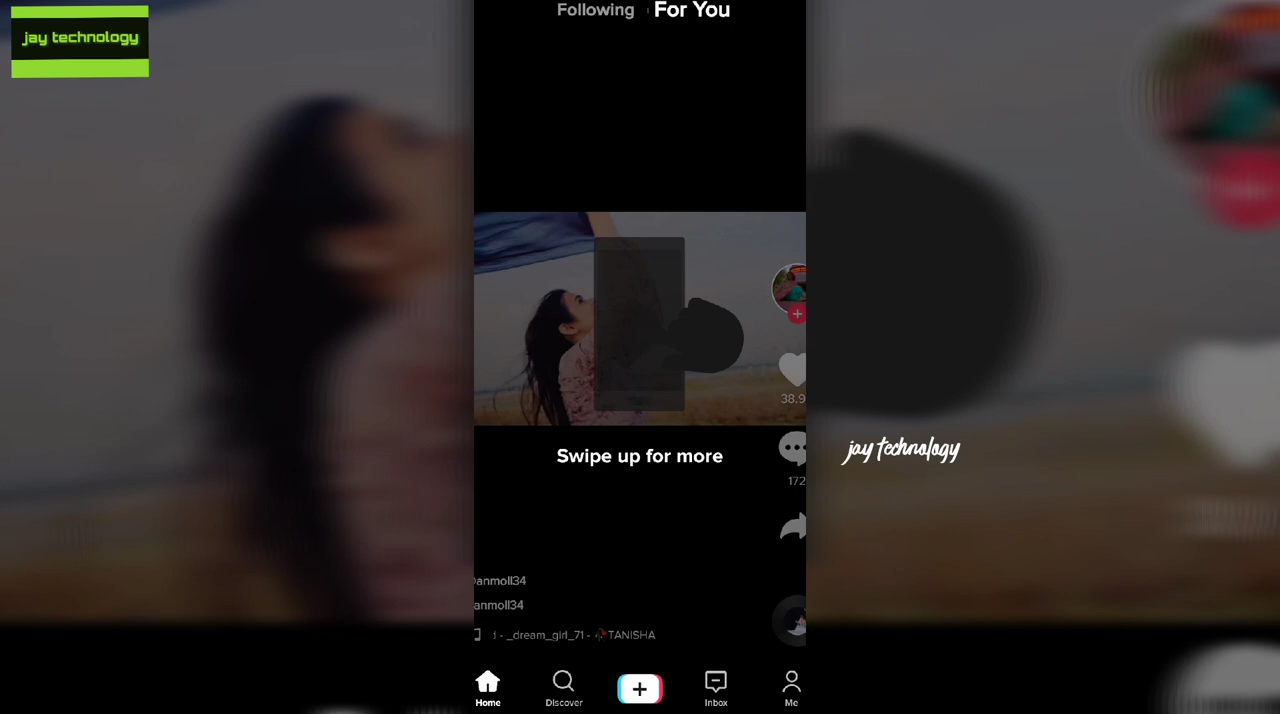 jay technology
Following
For You
38.9
Swipe up for more
172
jay technology
anmoll34
anmoll34
- _dream_girl_71 - 🥀TANISHA
Home
Discover
Inbox
Me